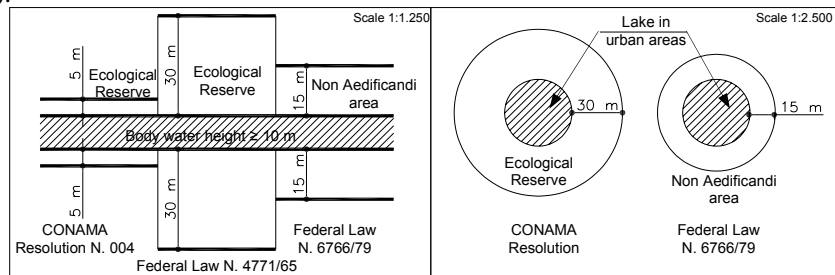 Scale 1:1.250
5 m
Ecological
Reserve
30 m
Ecological
Reserve
15 m
Non Aedificandi
area
Body water height ≥ 10 m
5 m
30 m
15 m
CONAMA
Resolution N. 004
Federal Law N. 4771/65
Federal Law
N. 6766/79
Scale 1:2.500
Lake in
urban areas
30 m
15 m
Ecological
Reserve
Non Aedificandi
area
CONAMA
Resolution
Federal Law
N. 6766/79